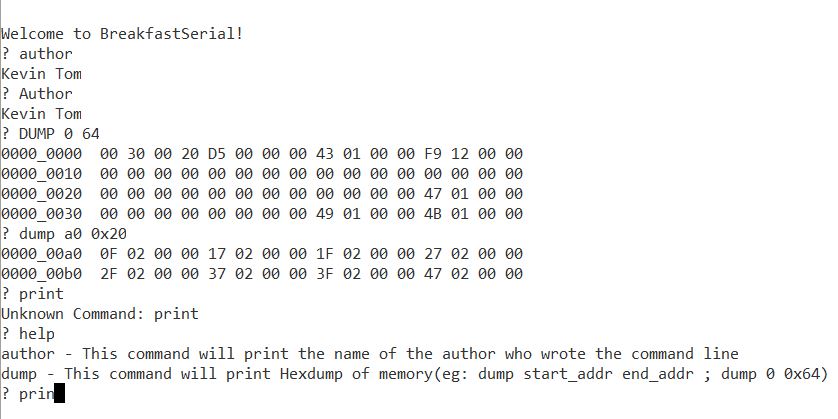 Welcome to BreakfastSerial!
? author
Kevin Tom
? Author
Kevin Tom
? DUMP 0 64
0000_0000  00 30 00 20 D5 00 00 00 43 01 00 00 F9 12 00 00
0000_0010  00 00 00 00 00 00 00 00 00 00 00 00 00 00 00 00
0000_0020  00 00 00 00 00 00 00 00 00 00 00 00 47 01 00 00
0000_0030  00 00 00 00 00 00 00 00 49 01 00 00 4B 01 00 00
? dump a0 0x20
0000_00a0  0F 02 00 00 17 02 00 00 1F 02 00 00 27 02 00 00
0000_00b0  2F 02 00 00 37 02 00 00 3F 02 00 00 47 02 00 00
? print
Unknown Command: print
? help
author - This command will print the name of the author who wrote the command line
dump - This command will print Hexdump of memory(eg: dump start_addr end_addr ; dump 0 0x64)
? prin